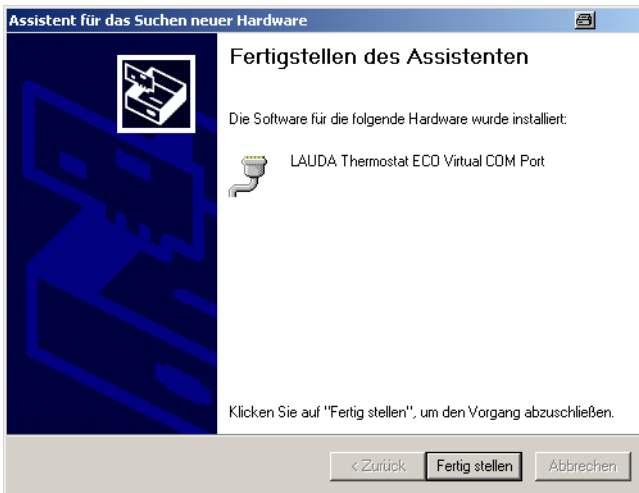 Assistent für das Suchen neuer Hardware
Fertigstellen des Assistenten
Die Software für die folgende Hardware wurde installiert:
LAUDA Thermostat ECO Virtual COM Port
Klicken Sie auf "Fertig stellen", um den Vorgang abzuschließen.
< Zurück Fertig stellen Abbrechen